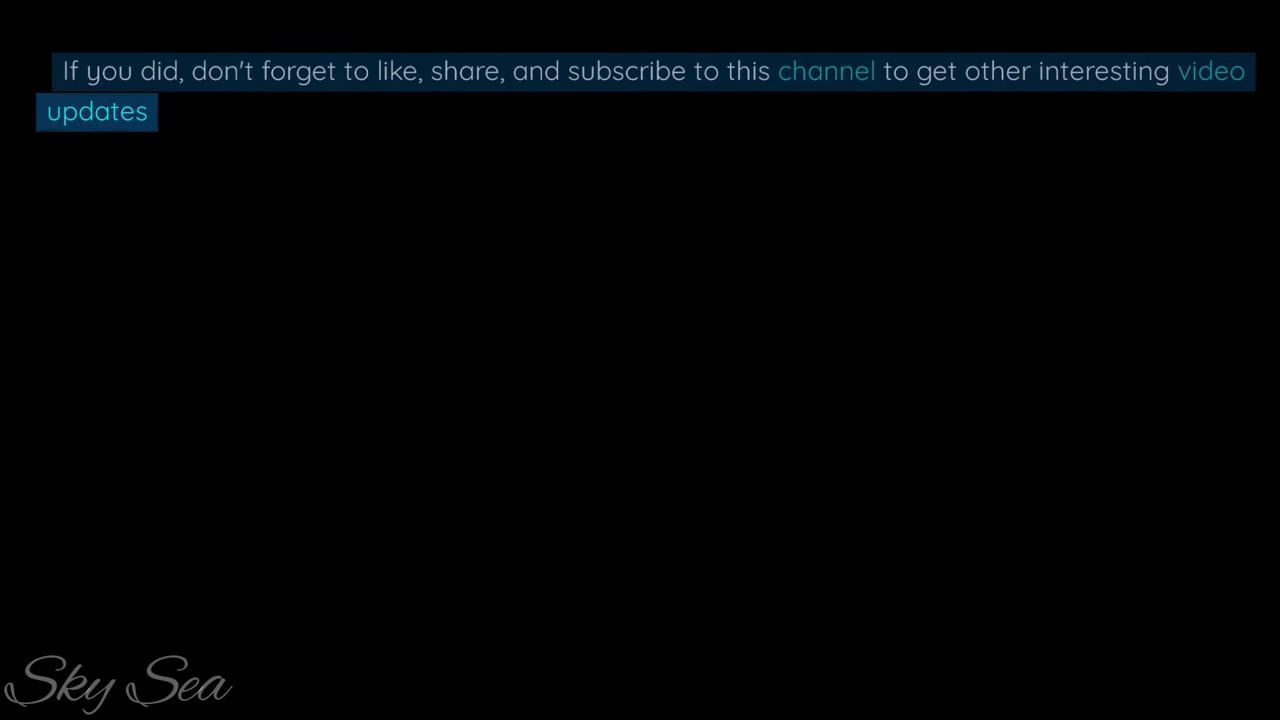 If you did, don't forget to like, share, and subscribe to this channel to get other interesting video
updates
Sky Sea